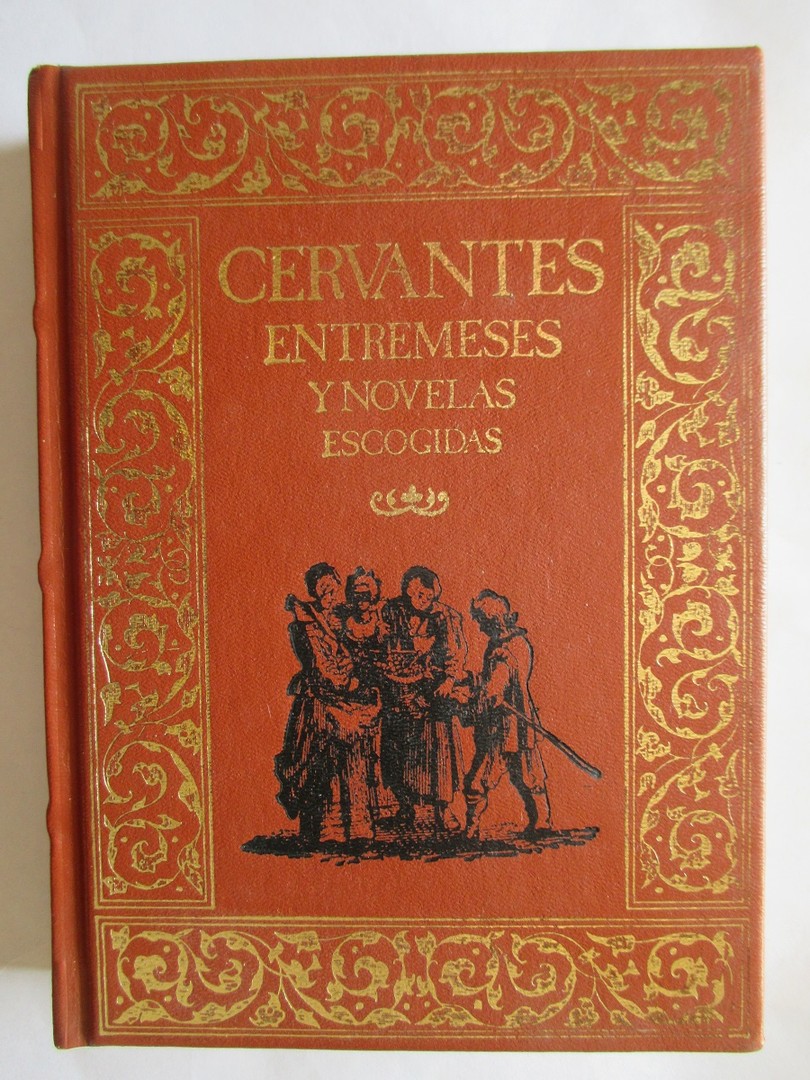 CERVANTES
ENTREMESES
Y NOVELAS
ESCOGIDAS